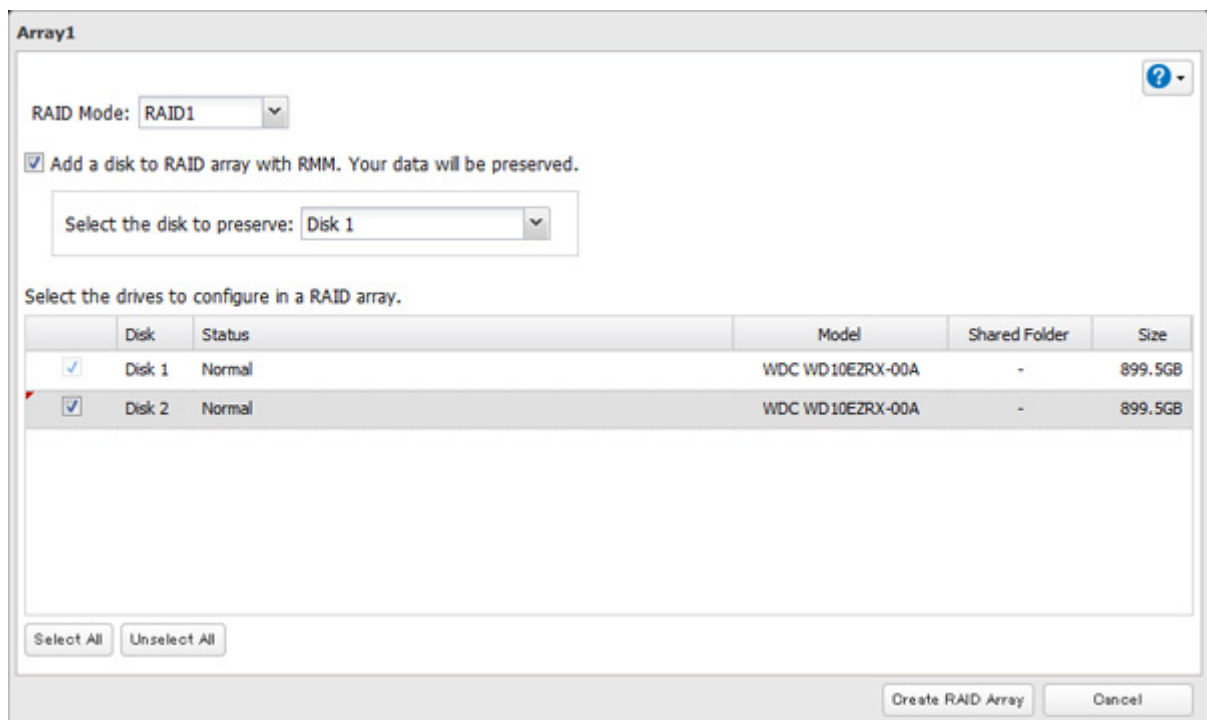 Array1
?
RAID Mode: RAID1
Add a disk to RAID array with RMM. Your data will be preserved.
Select the disk to preserve: Disk 1
Select the drives to configure in a RAID array.
Disk Status Model Shared Folder Size
Disk 1 Normal WDC WD10EZRX-00A - 899.5GB
Disk 2 Normal WDC WD10EZRX-00A - 899.5GB
Select All Unselect All
Create RAID Array Cancel